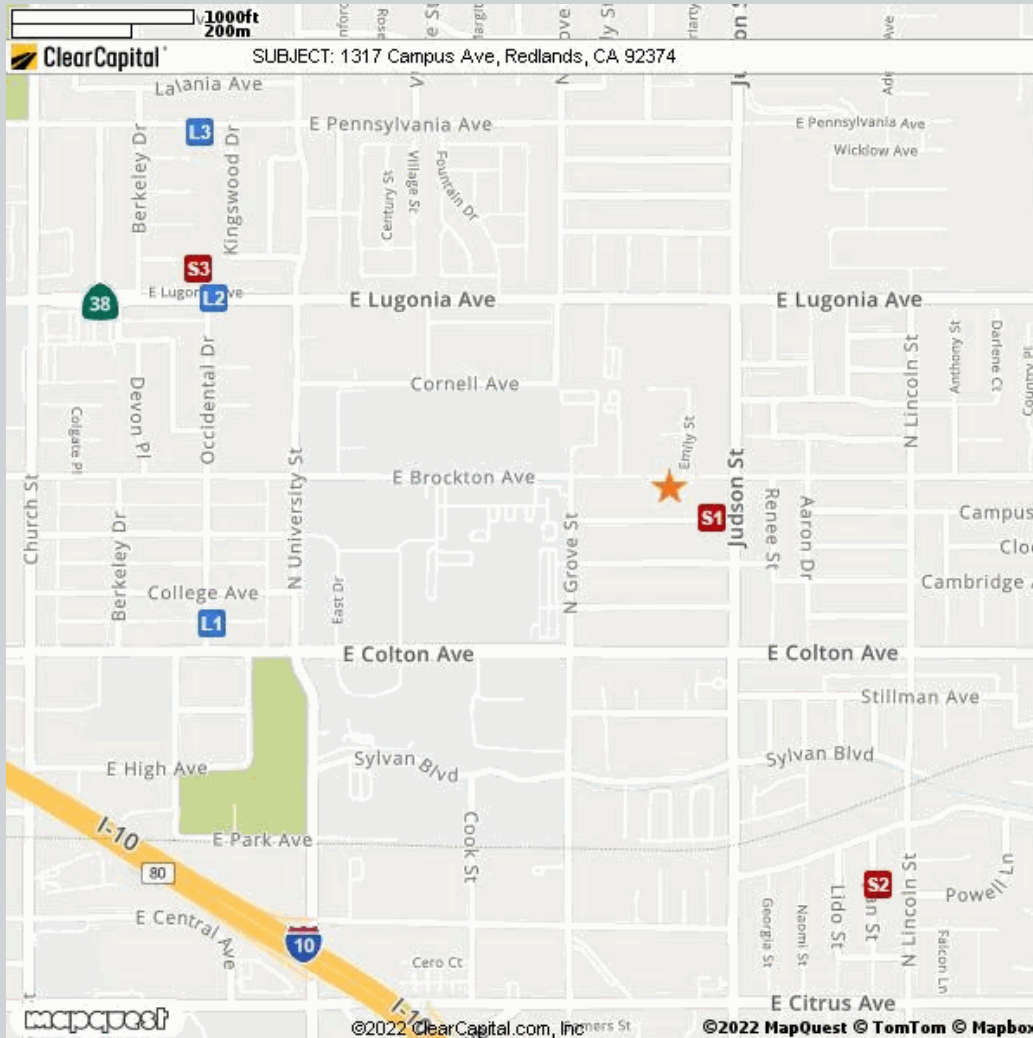 1000ft
200m
ClearCapital
SUBJECT: 1317 Campus Ave, Redlands, CA 92374
La\ania Ave
E Pennsylvania Ave
E Pennsylvania Ave
Wicklow Ave
L3
Berkeley Dr
Kingswood Dr
Century St
Village St
Fountain Dr
S3
L2
38
E Lugonia Ave
E Lugonia Ave
Cornell Ave
Devon Pl
Occidental Dr
Colgate Pl
N Lincoln St
Anthony St
Darlene Ct
Emily St
E Brockton Ave
Church St
N University St
Judson St
S1
Renee St
Aaron Dr
Campus
Berkeley Dr
N Grove St
East Dr
College Ave
Cambridge
L1
E Colton Ave
E Colton Ave
Stillman Ave
Sylvan Blvd
Sylvan Blvd
E High Ave
I-10
E Park Ave
80
Cook St
S2
Powell Ln
Lido St
N Lincoln St
Georgia St
Naomi St
Falcon Ln
E Central Ave
10
Cero Ct
E Citrus Ave
I-10
mapquest
©2022 ClearCapital.com, Inc
©2022 MapQuest © TomTom © Mapbox